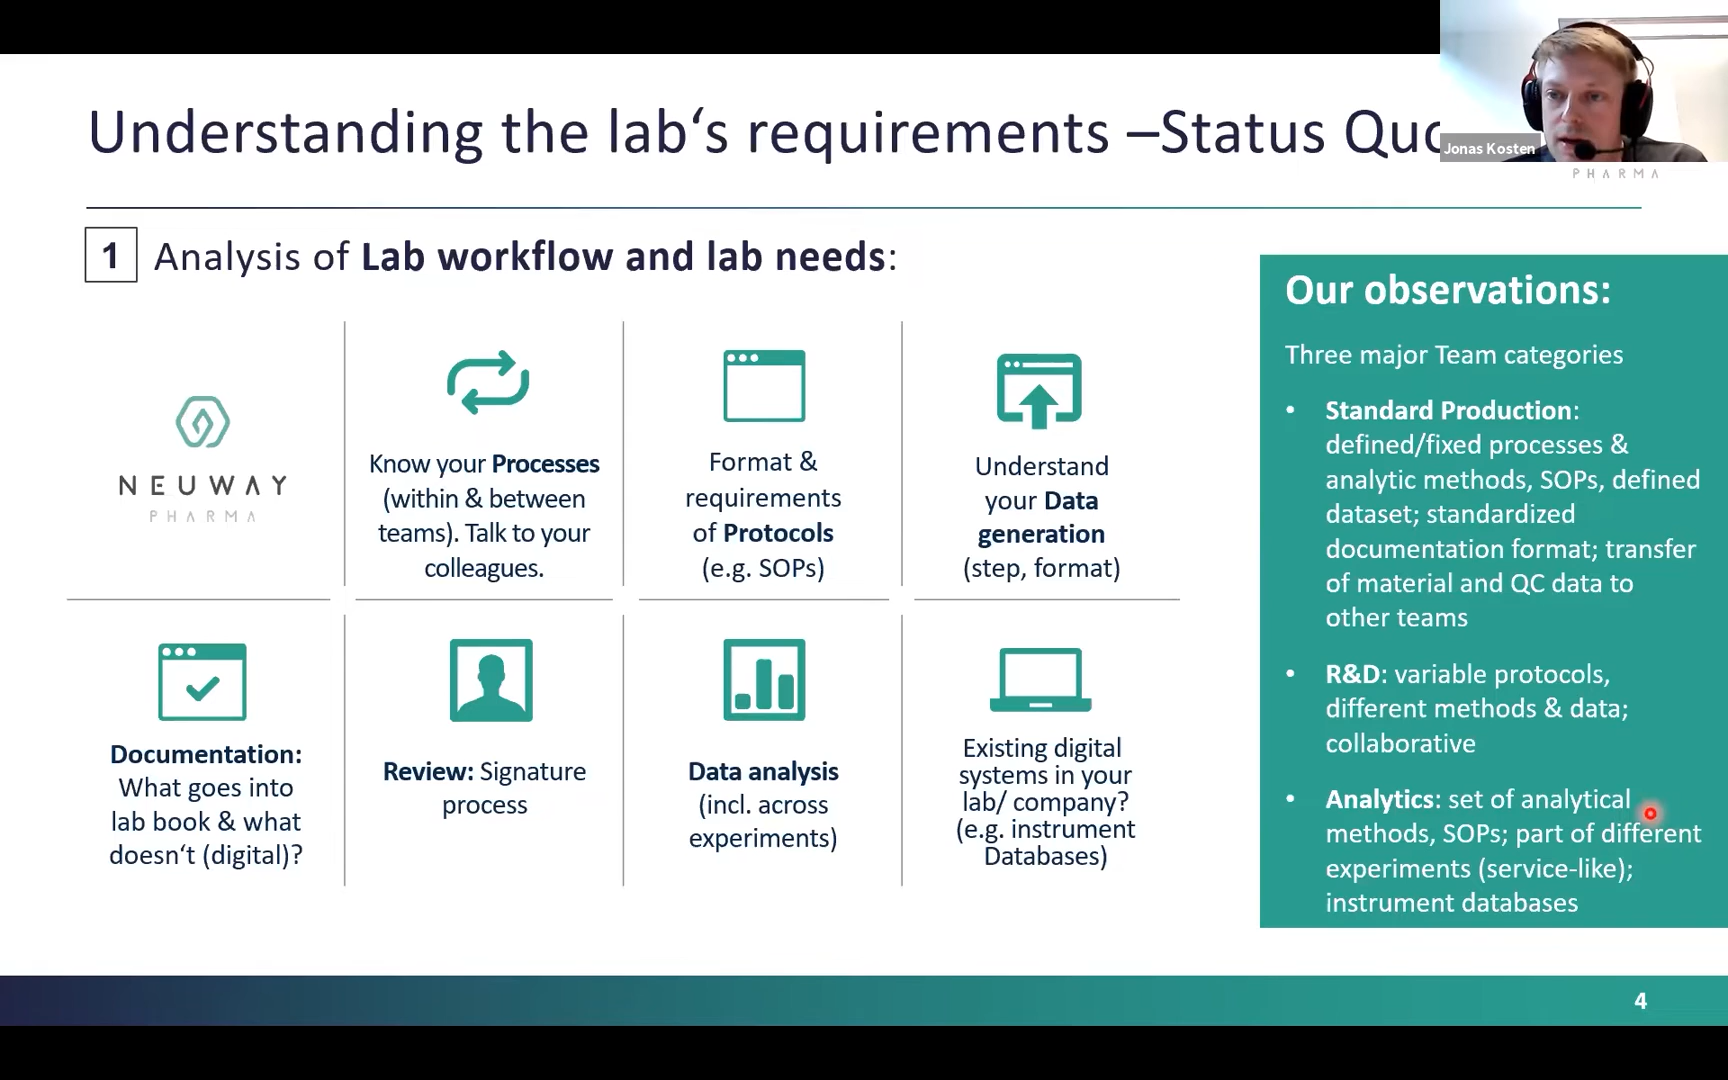 Understanding the lab‘s requirements –Status Quo
Jonas Kosten
PHARMA
1 Analysis of Lab workflow and lab needs:
NEUWAY
PHARMA
Know your Processes
(within & between
teams). Talk to your
colleagues.
Format &
requirements
of Protocols
(e.g. SOPs)
Understand
your Data
generation
(step, format)
Documentation:
What goes into
lab book & what
doesn‘t (digital)?
Review: Signature
process
Data analysis
(incl. across
experiments)
Existing digital
systems in your
lab/ company?
(e.g. instrument
Databases)
Our observations:
Three major Team categories
• Standard Production:
defined/fixed processes &
analytic methods, SOPs, defined
dataset; standardized
documentation format; transfer
of material and QC data to
other teams
• R&D: variable protocols,
different methods & data;
collaborative
• Analytics: set of analytical
methods, SOPs; part of different
experiments (service-like);
instrument databases
4